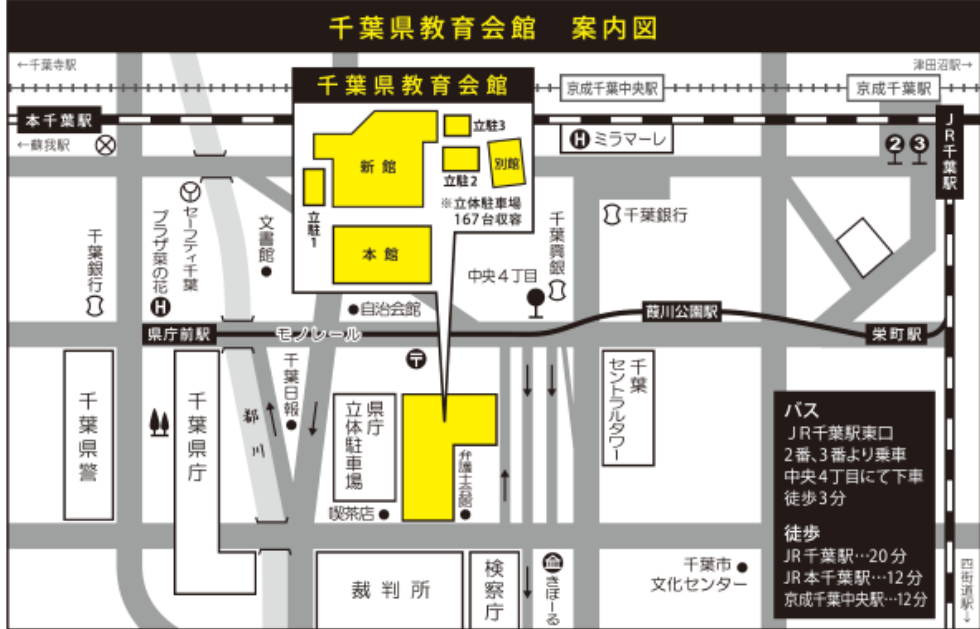 千葉県教育会館 案内図
←千葉寺駅
津田沼駅→
千葉県教育会館
京成千葉中央駅
京成千葉駅
本千葉駅
JR千葉駅
←蘇我駅
新館
立駐3
立駐2
別館
立駐1
※立体駐車場
167台収容
本館
H ミラマーレ
2
3
セーフティ千葉
プラザ菜の花
H
文書館
千葉銀行
千葉銀行
千葉興銀
中央4丁目
自治会館
県庁前駅
モノレール
葭川公園駅
栄町駅
千葉県警
千葉県庁
都川
千葉日報
〒
県庁
立体駐車場
喫茶店
弁護士会館
千葉
セントラルタワー
バス
JR千葉駅東口
2番、3番より乗車
中央4丁目にて下車
徒歩3分
徒歩
JR千葉駅…20分
JR本千葉駅…12分
京成千葉中央駅…12分
裁判所
検察庁
きぼーる
千葉市
文化センター
四街道駅→